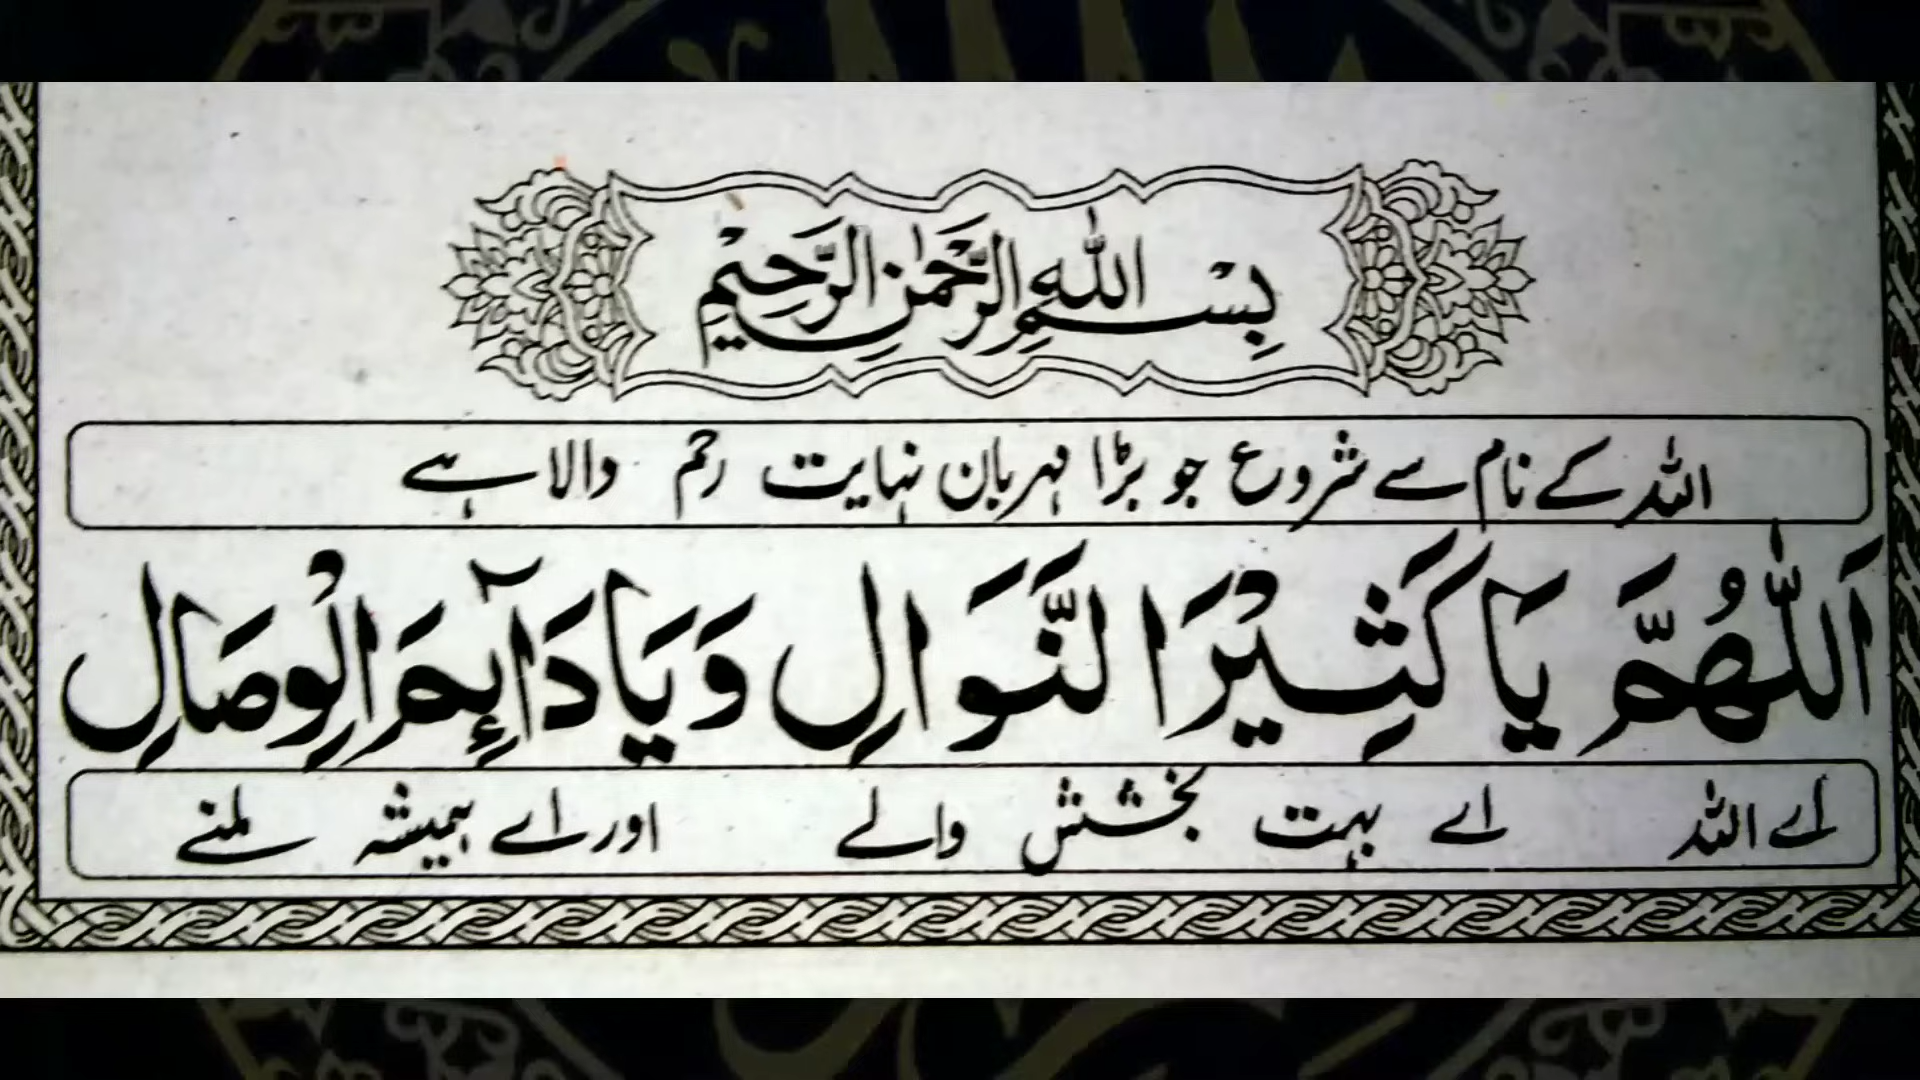 بِسْمِ اللّٰهِ الرَّحْمٰنِ الرَّحِيْمِ
اللہ کے نام سے شروع جو بڑا مہربان نہایت رحم والا ہے
اَللّٰهُمَّ يَا كَثِيْرَ النَّوَالِ وَيَا دَآئِمَ الْوِصَالِ
اے اللہ اے بہت بخشش والے اور اے ہمیشہ ملنے